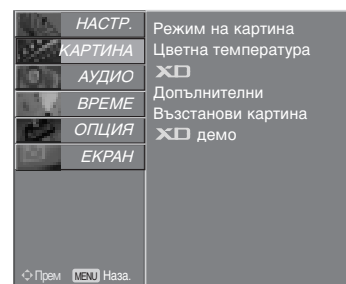 НАСТР.
КАРТИНА
АУДИО
ВРЕМЕ
ОПЦИЯ
ЕКРАН
Режим на картина
Цветна температура
XD
Допълнителни
Възстанови картина
XD демо
Прем MENU Наза.